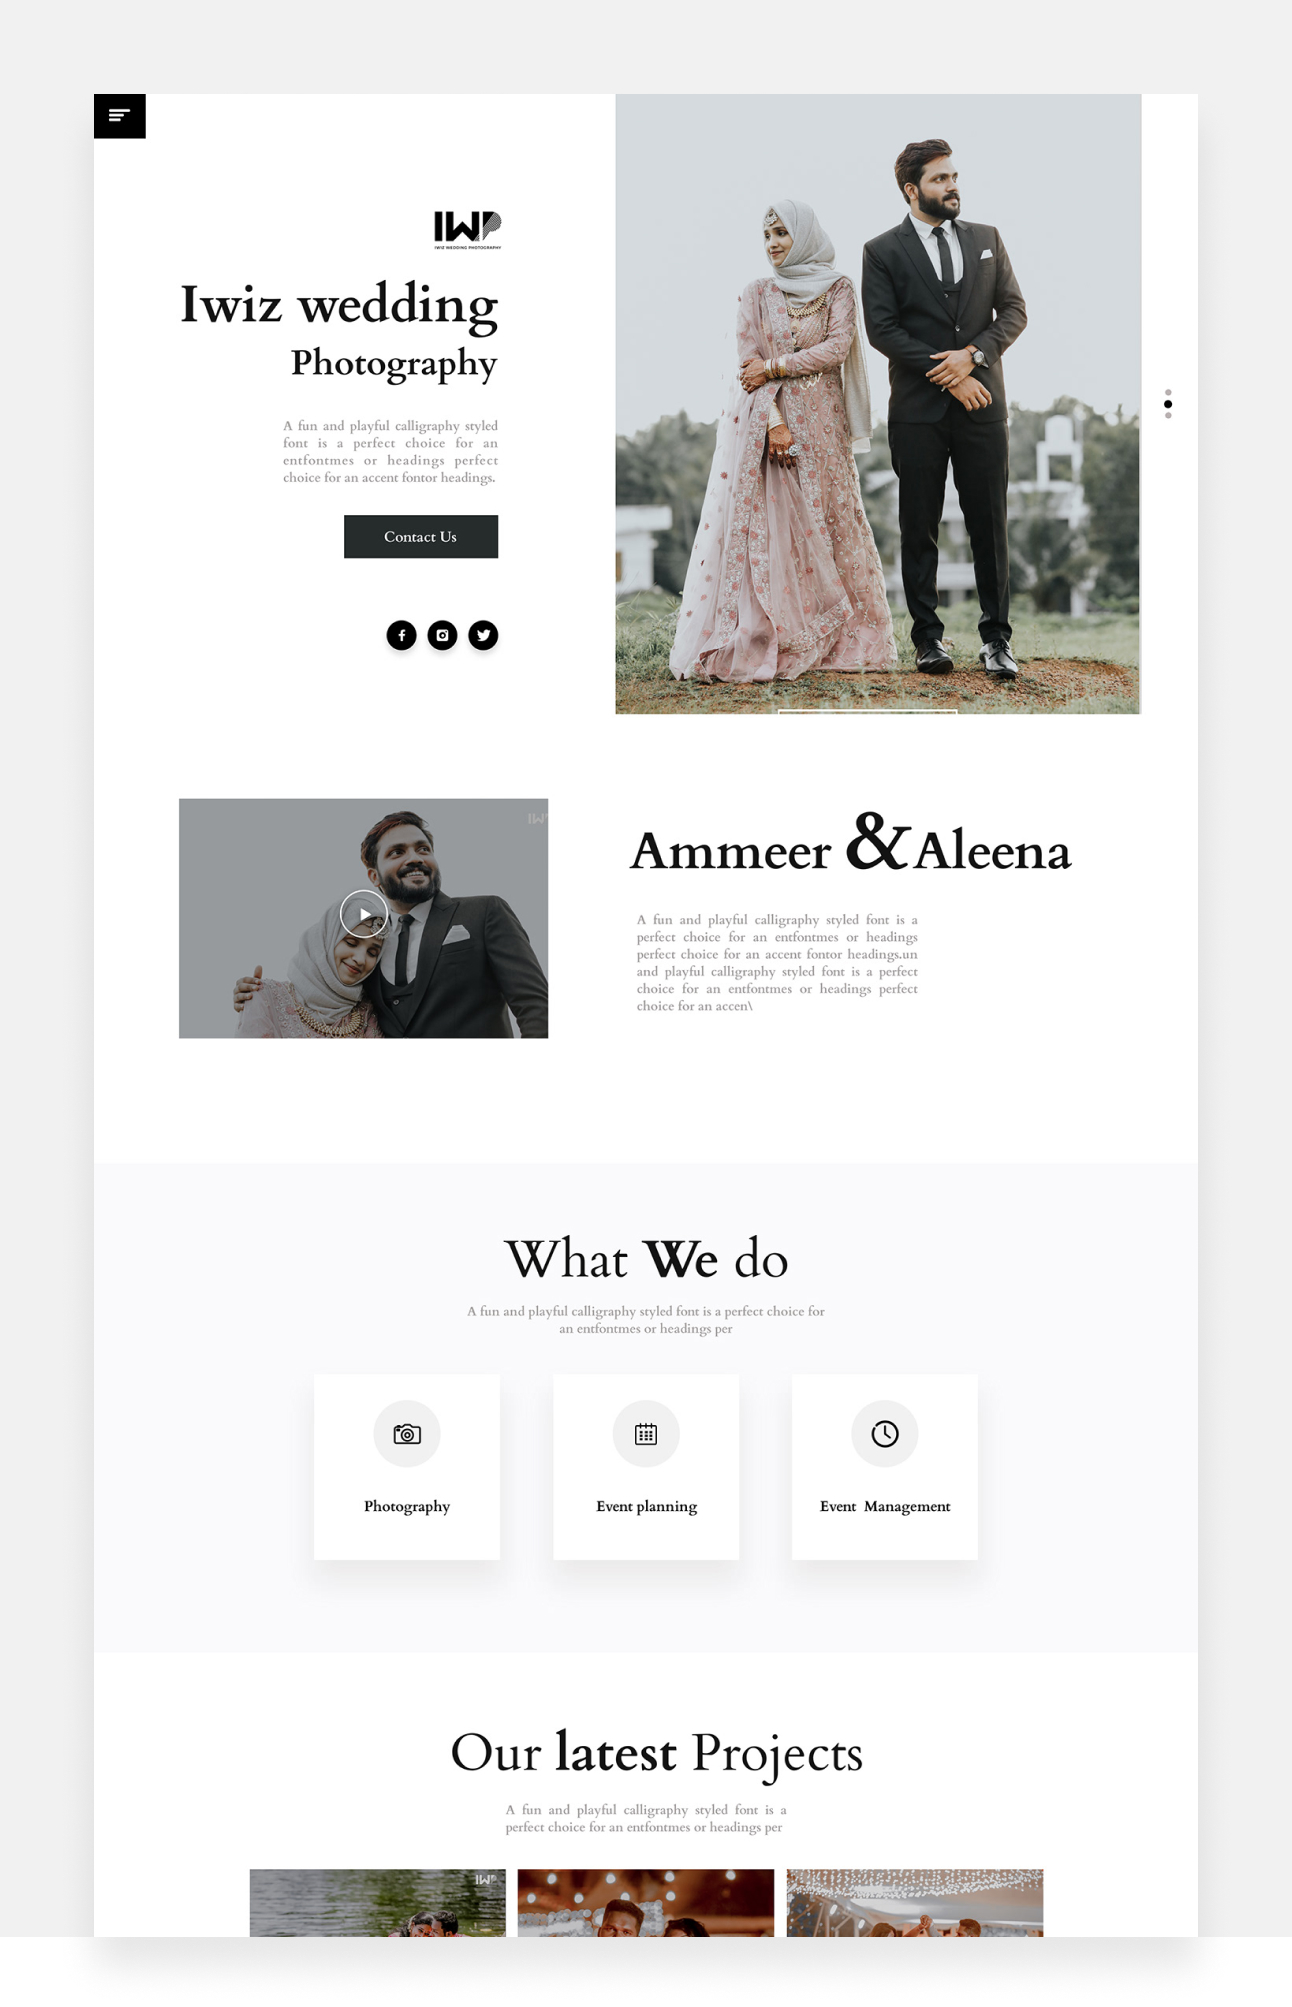 IWP
IWIZ WEDDING PHOTOGRAPHY
Iwiz wedding
Photography
A fun and playful calligraphy styled
font is a perfect choice for an
entfontmes or headings perfect
choice for an accent fontor headings.
Contact Us
IWP
Ammeer & Aleena
A fun and playful calligraphy styled font is a
perfect choice for an entfontmes or headings
perfect choice for an accent fontor headings.un
and playful calligraphy styled font is a perfect
choice for an entfontmes or headings perfect
choice for an accen\
What We do
A fun and playful calligraphy styled font is a perfect choice for
an entfontmes or headings per
Photography
Event planning
Event Management
Our latest Projects
A fun and playful calligraphy styled font is a
perfect choice for an entfontmes or headings per
IWP